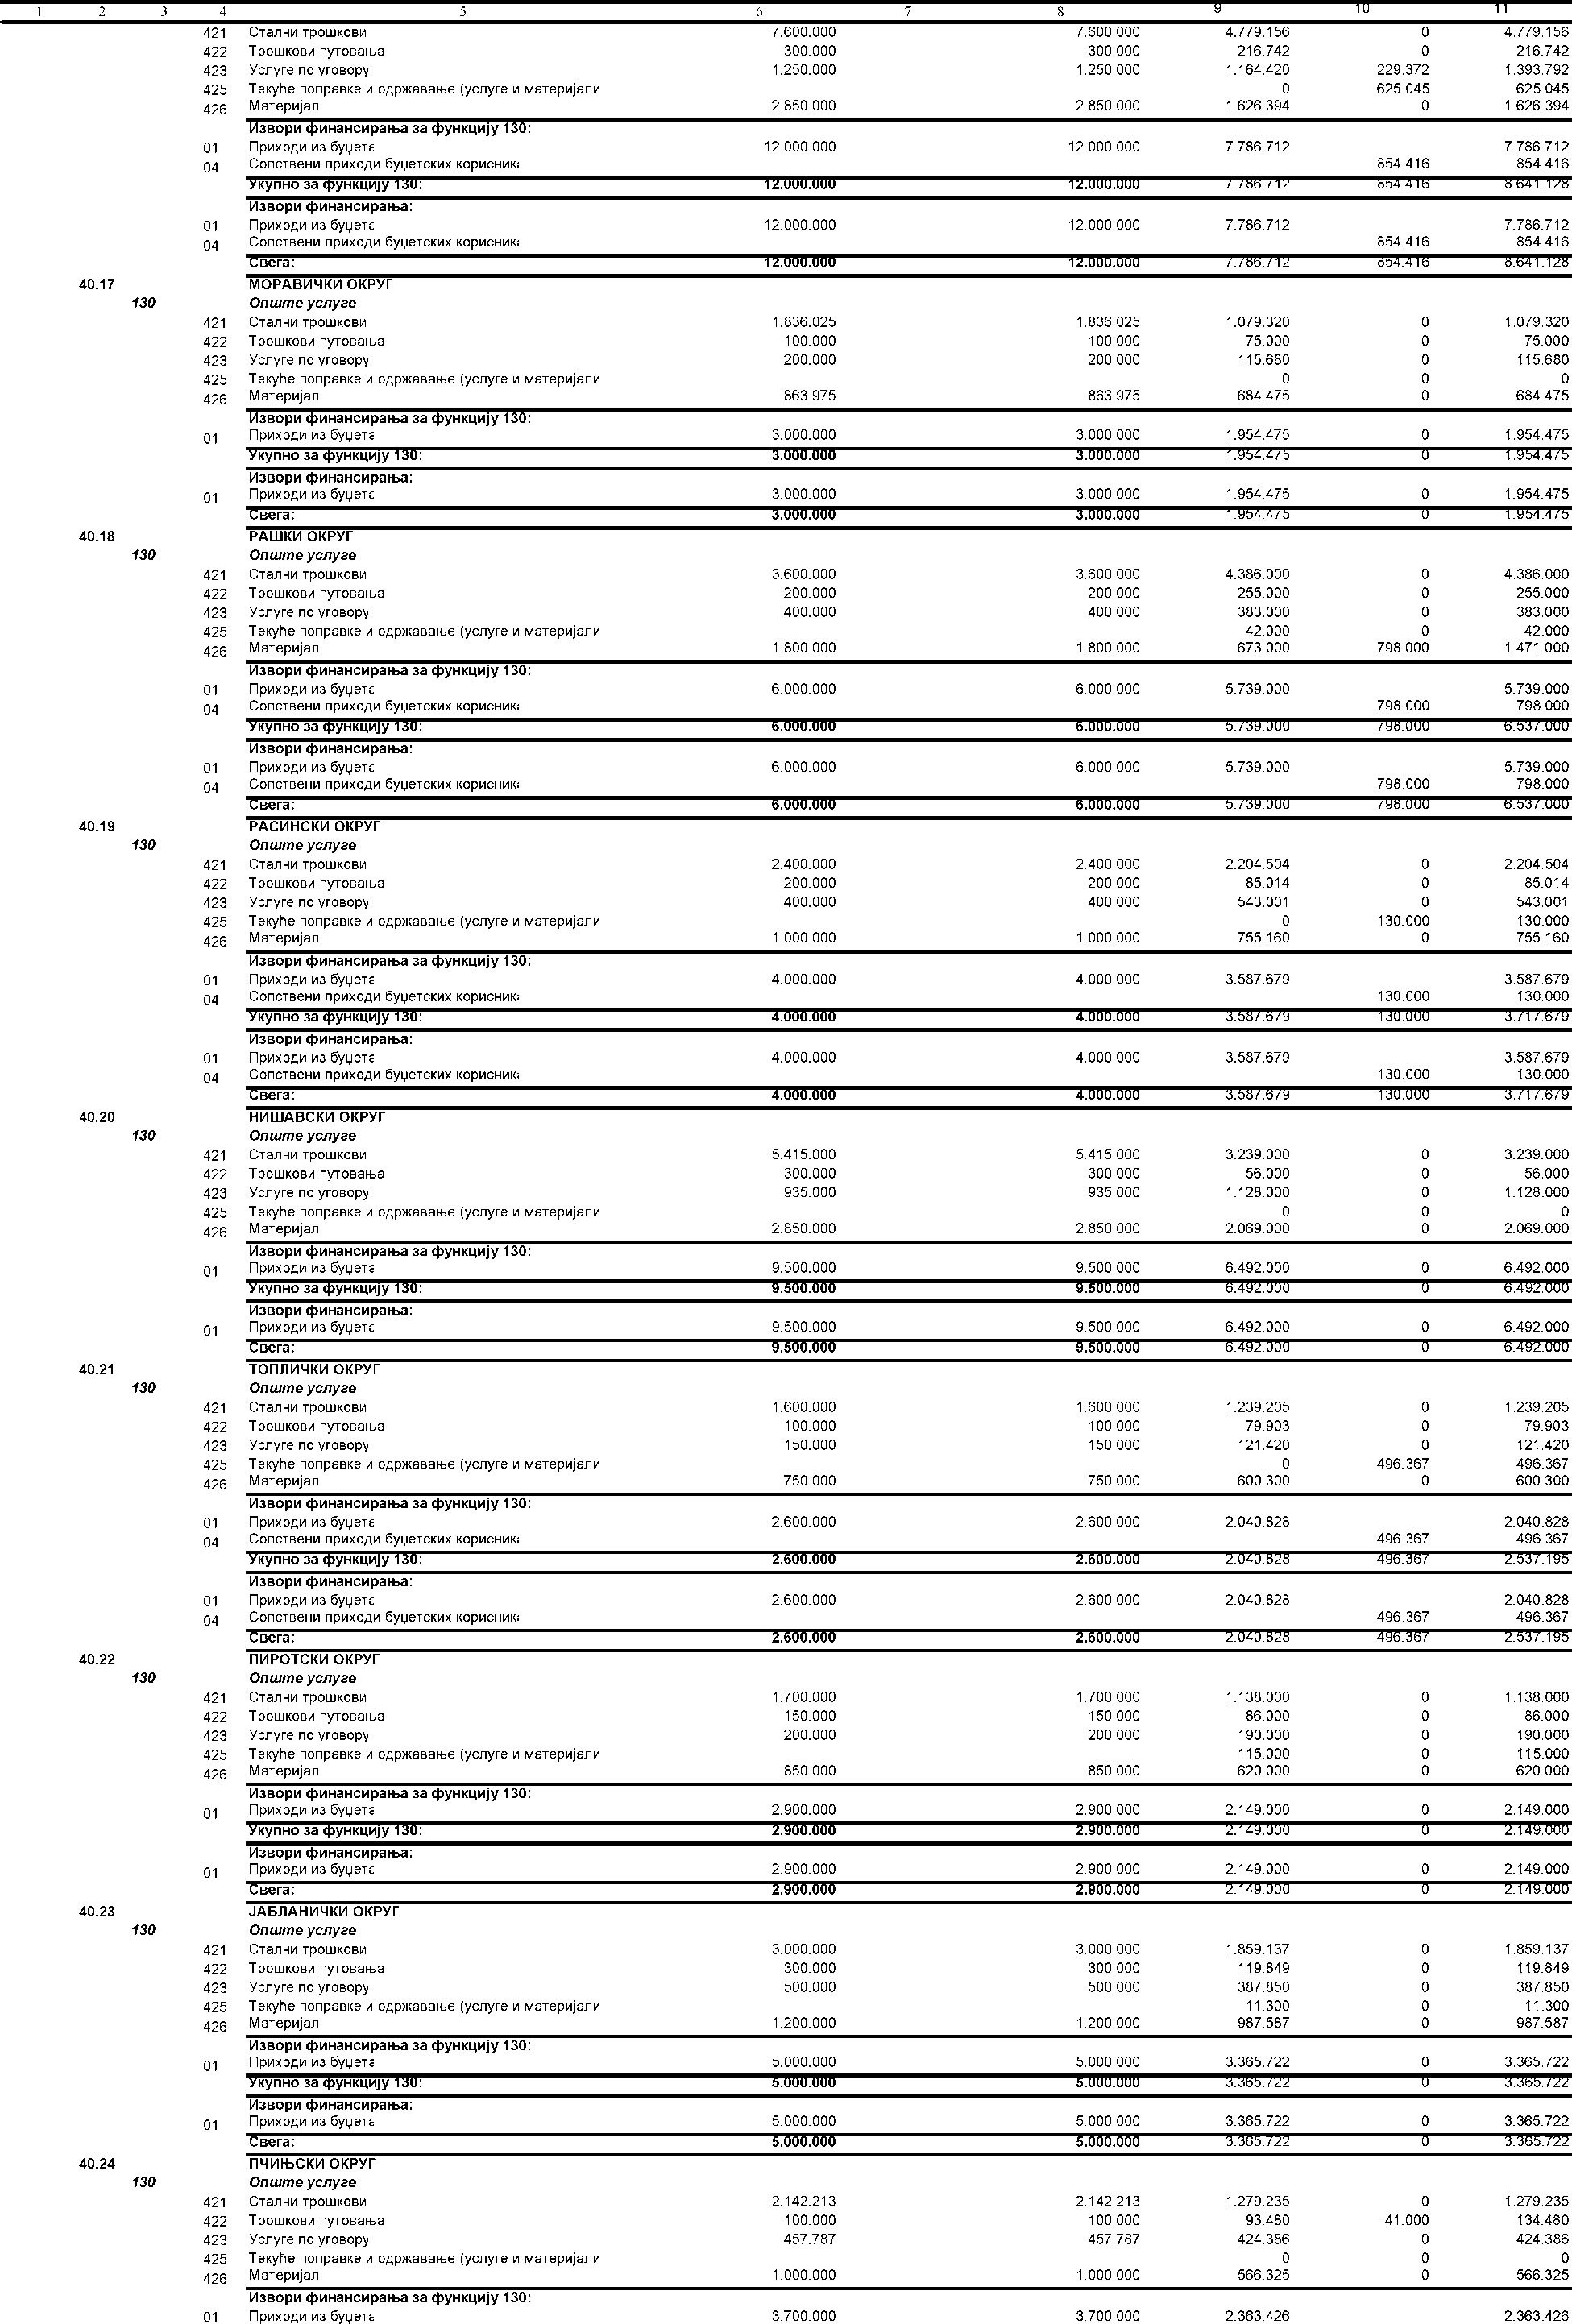 1 2 3 4 5 6 7 8 9 10 11
421 Стални трошкови 7.600.000 7.600.000 4.779.156 0 4.779.156
422 Трошкови путовања 300.000 300.000 216.742 0 216.742
423 Услуге по уговору 1.250.000 1.250.000 1.164.420 229.372 1.393.792
425 Текуће поправке и одржавање (услуге и материјали 0 625.045 625.045
426 Материјал 2.850.000 2.850.000 1.626.394 0 1.626.394
Извори финансирања за функцију 130:
01 Приходи из буџета 12.000.000 12.000.000 7.786.712 7.786.712
04 Сопствени приходи буџетских корисника 854.416 854.416
Укупно за функцију 130: 12.000.000 12.000.000 7.786.712 854.416 8.641.128
Извори финансирања:
01 Приходи из буџета 12.000.000 12.000.000 7.786.712 7.786.712
04 Сопствени приходи буџетских корисника 854.416 854.416
Свега: 12.000.000 12.000.000 7.786.712 854.416 8.641.128
40.17 МОРАВИЧКИ ОКРУГ
130 Опште услуге
421 Стални трошкови 1.836.025 1.836.025 1.079.320 0 1.079.320
422 Трошкови путовања 100.000 100.000 75.000 0 75.000
423 Услуге по уговору 200.000 200.000 115.680 0 115.680
425 Текуће поправке и одржавање (услуге и материјали 0 0 0
426 Материјал 863.975 863.975 684.475 0 684.475
Извори финансирања за функцију 130:
01 Приходи из буџета 3.000.000 3.000.000 1.954.475 0 1.954.475
Укупно за функцију 130: 3.000.000 3.000.000 1.954.475 0 1.954.475
Извори финансирања:
01 Приходи из буџета 3.000.000 3.000.000 1.954.475 0 1.954.475
Свега: 3.000.000 3.000.000 1.954.475 0 1.954.475
40.18 РАШКИ ОКРУГ
130 Опште услуге
421 Стални трошкови 3.600.000 3.600.000 4.386.000 0 4.386.000
422 Трошкови путовања 200.000 200.000 255.000 0 255.000
423 Услуге по уговору 400.000 400.000 383.000 0 383.000
425 Текуће поправке и одржавање (услуге и материјали 42.000 0 42.000
426 Материјал 1.800.000 1.800.000 673.000 798.000 1.471.000
Извори финансирања за функцију 130:
01 Приходи из буџета 6.000.000 6.000.000 5.739.000 5.739.000
04 Сопствени приходи буџетских корисника 798.000 798.000
Укупно за функцију 130: 6.000.000 6.000.000 5.739.000 798.000 6.537.000
Извори финансирања:
01 Приходи из буџета 6.000.000 6.000.000 5.739.000 5.739.000
04 Сопствени приходи буџетских корисника 798.000 798.000
Свега: 6.000.000 6.000.000 5.739.000 798.000 6.537.000
40.19 РАСИНСКИ ОКРУГ
130 Опште услуге
421 Стални трошкови 2.400.000 2.400.000 2.204.504 0 2.204.504
422 Трошкови путовања 200.000 200.000 85.014 0 85.014
423 Услуге по уговору 400.000 400.000 543.001 0 543.001
425 Текуће поправке и одржавање (услуге и материјали 0 130.000 130.000
426 Материјал 1.000.000 1.000.000 755.160 0 755.160
Извори финансирања за функцију 130:
01 Приходи из буџета 4.000.000 4.000.000 3.587.679 3.587.679
04 Сопствени приходи буџетских корисника 130.000 130.000
Укупно за функцију 130: 4.000.000 4.000.000 3.587.679 130.000 3.717.679
Извори финансирања:
01 Приходи из буџета 4.000.000 4.000.000 3.587.679 3.587.679
04 Сопствени приходи буџетских корисника 130.000 130.000
Свега: 4.000.000 4.000.000 3.587.679 130.000 3.717.679
40.20 НИШАВСКИ ОКРУГ
130 Опште услуге
421 Стални трошкови 5.415.000 5.415.000 3.239.000 0 3.239.000
422 Трошкови путовања 300.000 300.000 56.000 0 56.000
423 Услуге по уговору 935.000 935.000 1.128.000 0 1.128.000
425 Текуће поправке и одржавање (услуге и материјали 0 0 0
426 Материјал 2.850.000 2.850.000 2.069.000 0 2.069.000
Извори финансирања за функцију 130:
01 Приходи из буџета 9.500.000 9.500.000 6.492.000 0 6.492.000
Укупно за функцију 130: 9.500.000 9.500.000 6.492.000 0 6.492.000
Извори финансирања:
01 Приходи из буџета 9.500.000 9.500.000 6.492.000 0 6.492.000
Свега: 9.500.000 9.500.000 6.492.000 0 6.492.000
40.21 ТОПЛИЧКИ ОКРУГ
130 Опште услуге
421 Стални трошкови 1.600.000 1.600.000 1.239.205 0 1.239.205
422 Трошкови путовања 100.000 100.000 79.903 0 79.903
423 Услуге по уговору 150.000 150.000 121.420 0 121.420
425 Текуће поправке и одржавање (услуге и материјали 0 496.367 496.367
426 Материјал 750.000 750.000 600.300 0 600.300
Извори финансирања за функцију 130:
01 Приходи из буџета 2.600.000 2.600.000 2.040.828 2.040.828
04 Сопствени приходи буџетских корисника 496.367 496.367
Укупно за функцију 130: 2.600.000 2.600.000 2.040.828 496.367 2.537.195
Извори финансирања:
01 Приходи из буџета 2.600.000 2.600.000 2.040.828 2.040.828
04 Сопствени приходи буџетских корисника 496.367 496.367
Свега: 2.600.000 2.600.000 2.040.828 496.367 2.537.195
40.22 ПИРОТСКИ ОКРУГ
130 Опште услуге
421 Стални трошкови 1.700.000 1.700.000 1.138.000 0 1.138.000
422 Трошкови путовања 150.000 150.000 86.000 0 86.000
423 Услуге по уговору 200.000 200.000 190.000 0 190.000
425 Текуће поправке и одржавање (услуге и материјали 115.000 0 115.000
426 Материјал 850.000 850.000 620.000 0 620.000
Извори финансирања за функцију 130:
01 Приходи из буџета 2.900.000 2.900.000 2.149.000 0 2.149.000
Укупно за функцију 130: 2.900.000 2.900.000 2.149.000 0 2.149.000
Извори финансирања:
01 Приходи из буџета 2.900.000 2.900.000 2.149.000 0 2.149.000
Свега: 2.900.000 2.900.000 2.149.000 0 2.149.000
40.23 ЈАБЛАНИЧКИ ОКРУГ
130 Опште услуге
421 Стални трошкови 3.000.000 3.000.000 1.859.137 0 1.859.137
422 Трошкови путовања 300.000 300.000 119.849 0 119.849
423 Услуге по уговору 500.000 500.000 387.850 0 387.850
425 Текуће поправке и одржавање (услуге и материјали 11.300 0 11.300
426 Материјал 1.200.000 1.200.000 987.587 0 987.587
Извори финансирања за функцију 130:
01 Приходи из буџета 5.000.000 5.000.000 3.365.722 0 3.365.722
Укупно за функцију 130: 5.000.000 5.000.000 3.365.722 0 3.365.722
Извори финансирања:
01 Приходи из буџета 5.000.000 5.000.000 3.365.722 0 3.365.722
Свега: 5.000.000 5.000.000 3.365.722 0 3.365.722
40.24 ПЧИЊСКИ ОКРУГ
130 Опште услуге
421 Стални трошкови 2.142.213 2.142.213 1.279.235 0 1.279.235
422 Трошкови путовања 100.000 100.000 93.480 41.000 134.480
423 Услуге по уговору 457.787 457.787 424.386 0 424.386
425 Текуће поправке и одржавање (услуге и материјали 0 0 0
426 Материјал 1.000.000 1.000.000 566.325 0 566.325
Извори финансирања за функцију 130:
01 Приходи из буџета 3.700.000 3.700.000 2.363.426 2.363.426